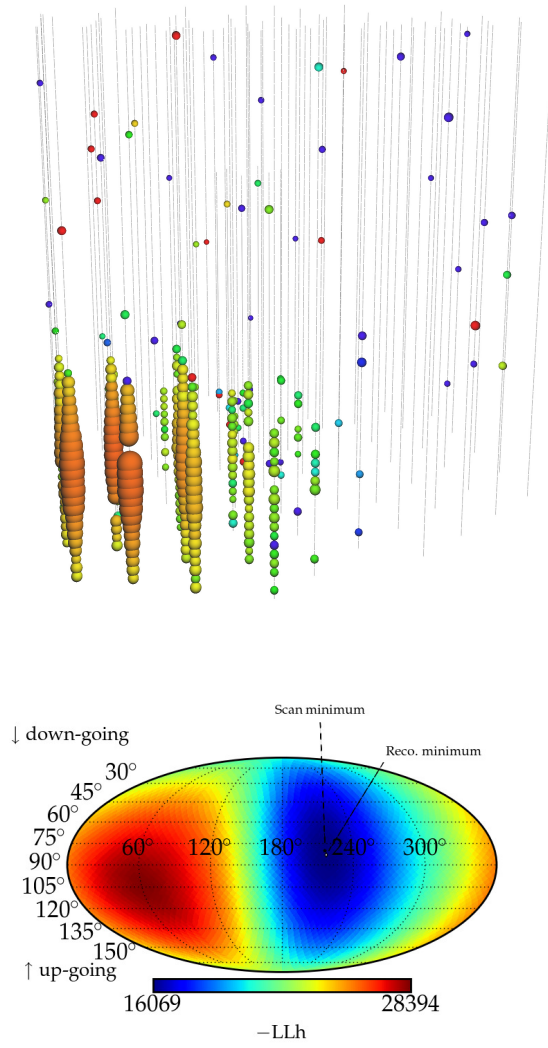 Scan minimum
↓ down-going
Reco. minimum
30°
45°
60°
75°
60° 120° 180° 240° 300°
90°
105°
120°
135°
150°
↑ up-going
16069 28394
−LLh